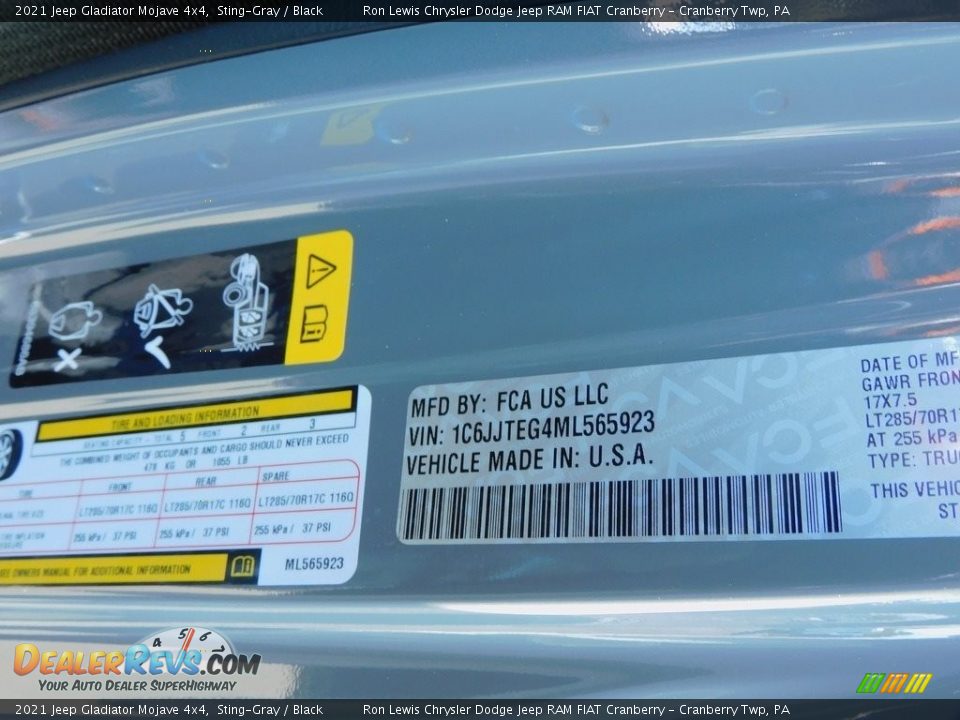 2021 Jeep Gladiator Mojave 4x4, Sting-Gray / Black Ron Lewis Chrysler Dodge Jeep RAM FIAT Cranberry - Cranberry Twp, PA
TIRE AND LOADING INFORMATION
SEATING CAPACITY - TOTAL 5 FRONT 2 REAR 3
THE COMBINED WEIGHT OF OCCUPANTS AND CARGO SHOULD NEVER EXCEED
478 KG OR 1055 LB
TIRE FRONT REAR SPARE
LT285/70R17C 116Q LT285/70R17C 116Q LT285/70R17C 116Q
255 kPa / 37 PSI 255 kPa / 37 PSI 255 kPa / 37 PSI
SEE OWNERS MANUAL FOR ADDITIONAL INFORMATION
ML565923
MFD BY: FCA US LLC
VIN: 1C6JJTEG4ML565923
VEHICLE MADE IN: U.S.A.
DATE OF MF
GAWR FRON
17X7.5
LT285/70R1
AT 255 kPa
TYPE: TRU
THIS VEHIC
ST
4 5 6
DEALERREVS.COM
YOUR AUTO DEALER SUPERHIGHWAY
2021 Jeep Gladiator Mojave 4x4, Sting-Gray / Black Ron Lewis Chrysler Dodge Jeep RAM FIAT Cranberry - Cranberry Twp, PA